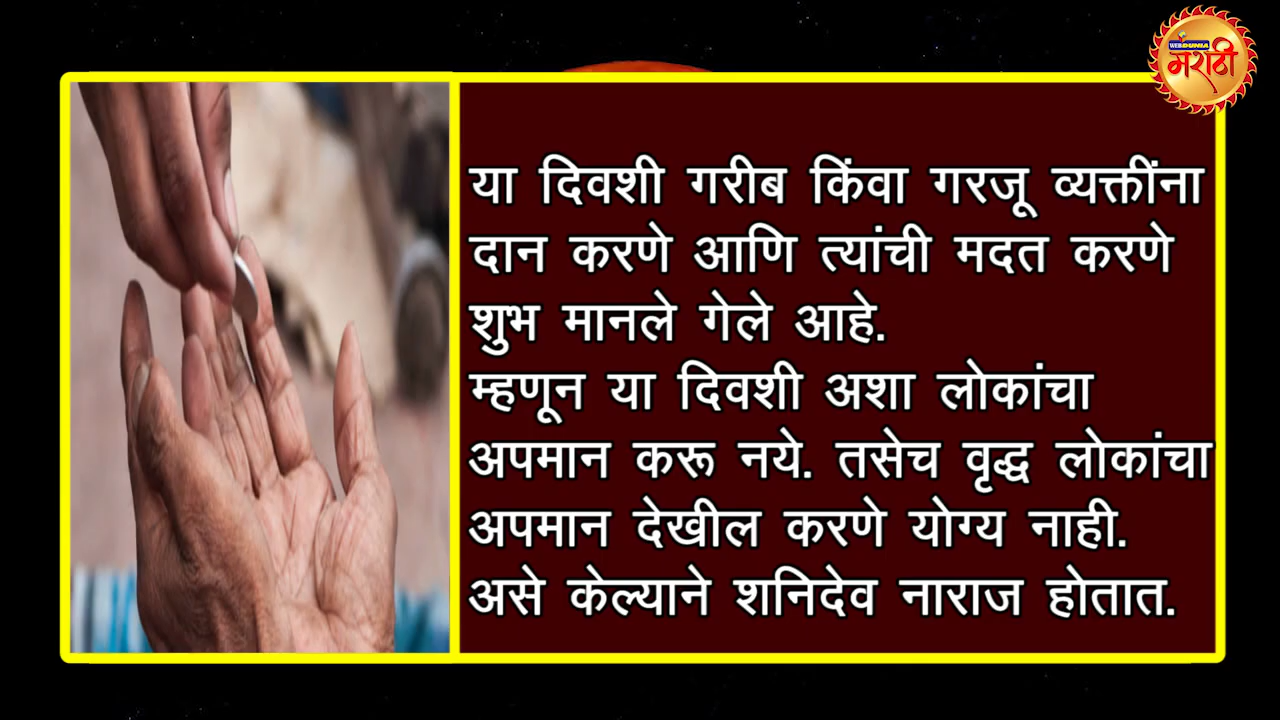 WEBDUNIA
मराठी
या दिवशी गरीब किंवा गरजू व्यक्तींना
दान करणे आणि त्यांची मदत करणे
शुभ मानले गेले आहे.
म्हणून या दिवशी अशा लोकांचा
अपमान करू नये. तसेच वृद्ध लोकांचा
अपमान देखील करणे योग्य नाही.
असे केल्याने शनिदेव नाराज होतात.